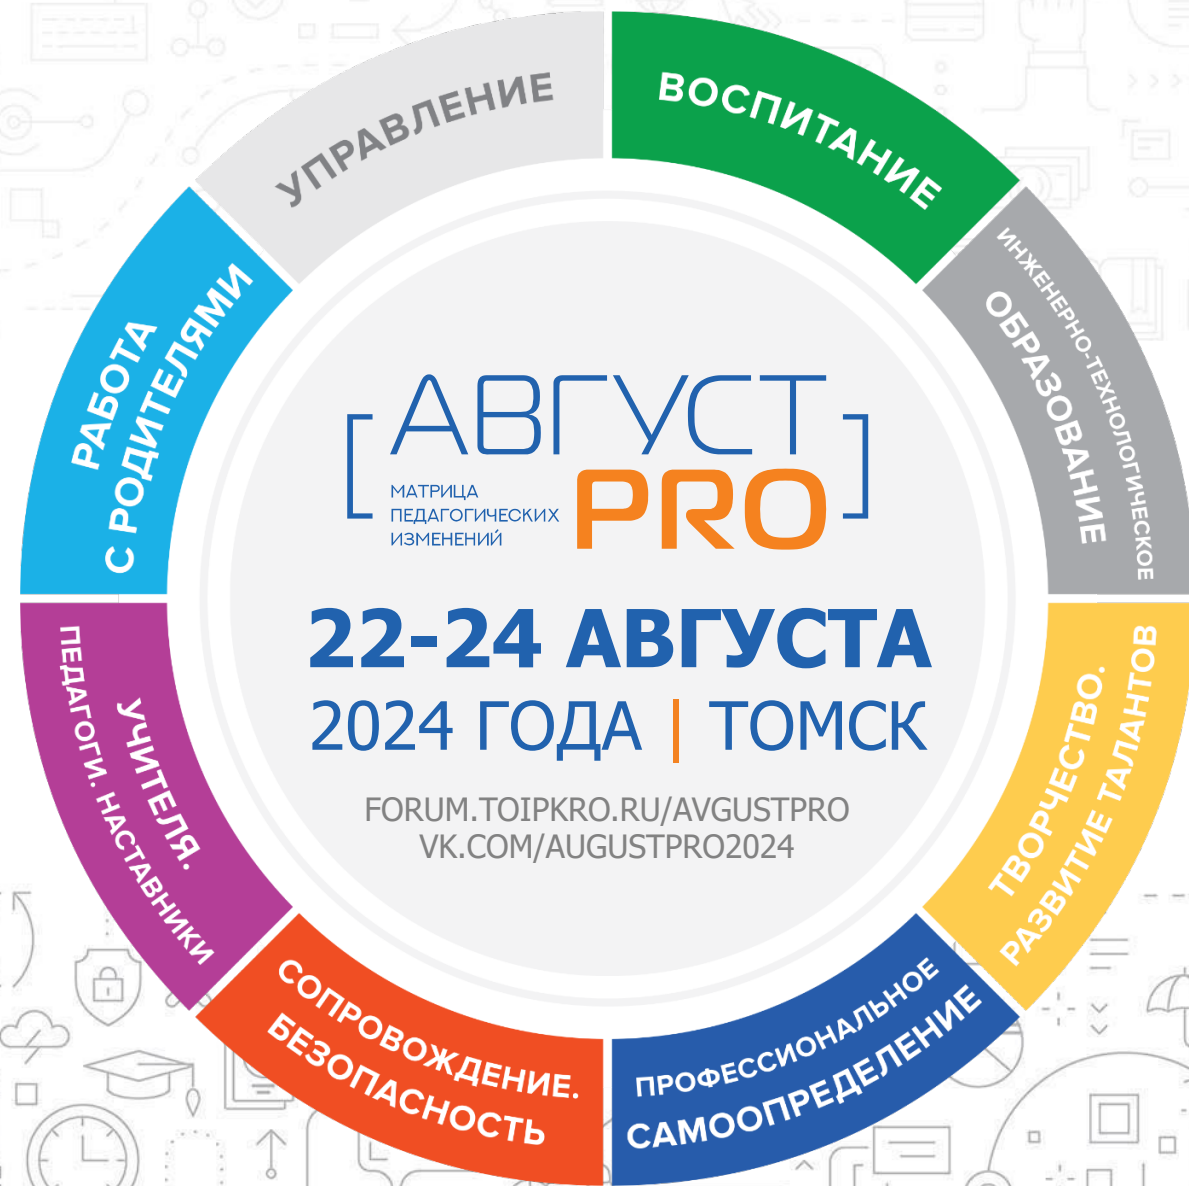 УПРАВЛЕНИЕ
ВОСПИТАНИЕ
ИНЖЕНЕРНО-ТЕХНОЛОГИЧЕСКОЕ
ОБРАЗОВАНИЕ
ТВОРЧЕСТВО.
РАЗВИТИЕ ТАЛАНТОВ
ПРОФЕССИОНАЛЬНОЕ
САМООПРЕДЕЛЕНИЕ
СОПРОВОЖДЕНИЕ.
БЕЗОПАСНОСТЬ
УЧИТЕЛЯ.
ПЕДАГОГИ. НАСТАВНИКИ
РАБОТА
С РОДИТЕЛЯМИ
[АВГУСТ
PRO]
МАТРИЦА
ПЕДАГОГИЧЕСКИХ
ИЗМЕНЕНИЙ
22-24 АВГУСТА
2024 ГОДА | ТОМСК
FORUM.TOIPKRO.RU/AVGUSTPRO
VK.COM/AUGUSTPRO2024